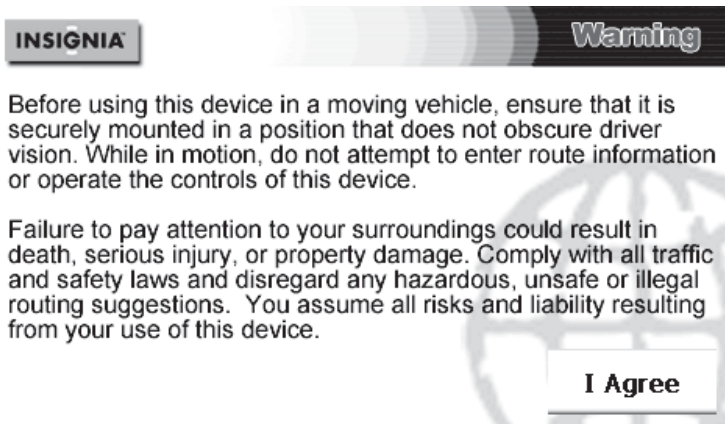 INSIGNIA
Warning
Before using this device in a moving vehicle, ensure that it is
securely mounted in a position that does not obscure driver
vision. While in motion, do not attempt to enter route information
or operate the controls of this device.
Failure to pay attention to your surroundings could result in
death, serious injury, or property damage. Comply with all traffic
and safety laws and disregard any hazardous, unsafe or illegal
routing suggestions.  You assume all risks and liability resulting
from your use of this device.
I Agree